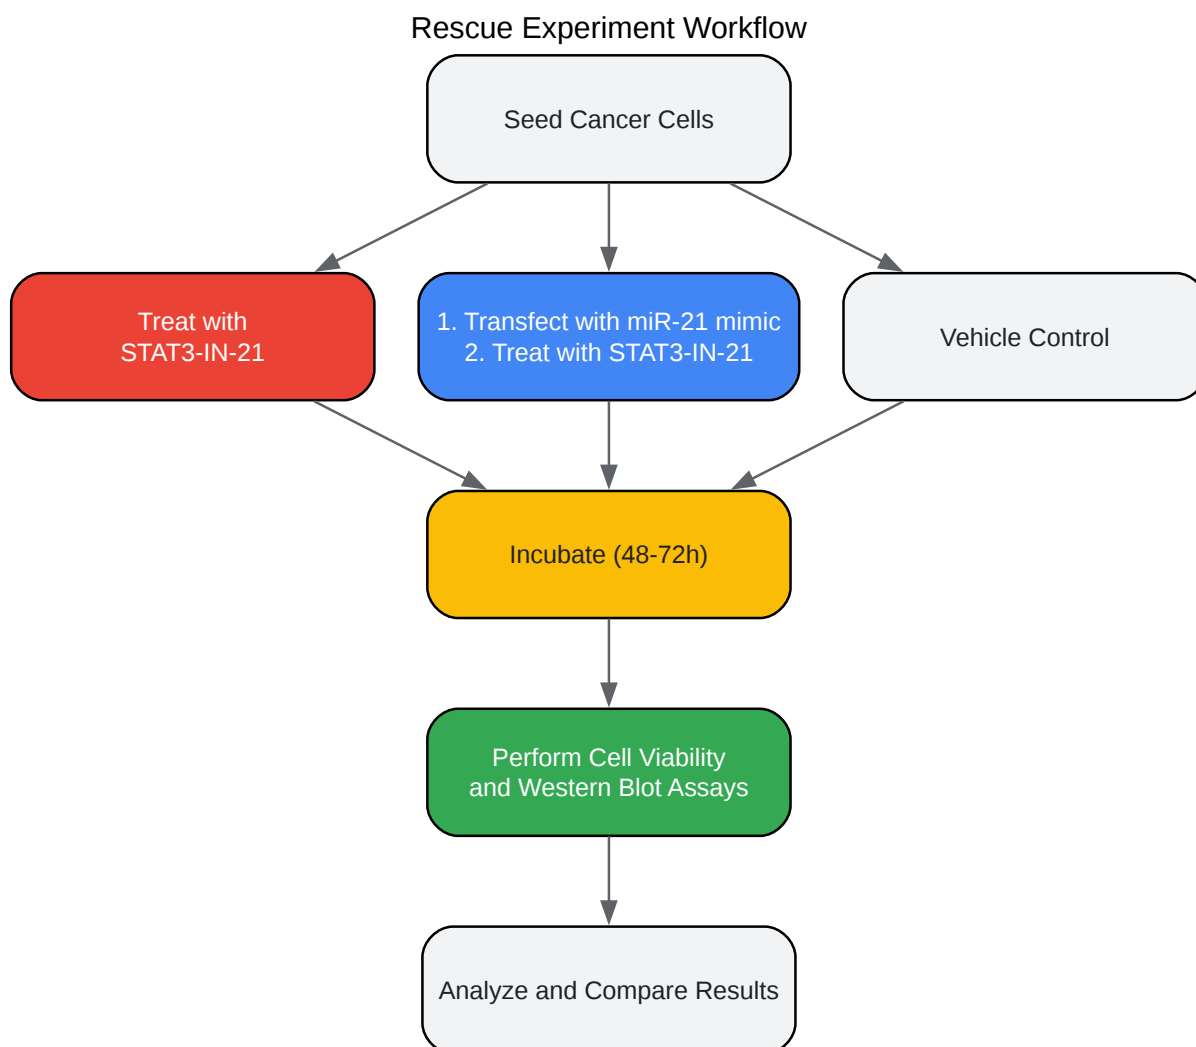 Rescue Experiment Workflow
Seed Cancer Cells
Treat with
STAT3-IN-21
1. Transfect with miR-21 mimic
2. Treat with STAT3-IN-21
Vehicle Control
Incubate (48-72h)
Perform Cell Viability
and Western Blot Assays
Analyze and Compare Results